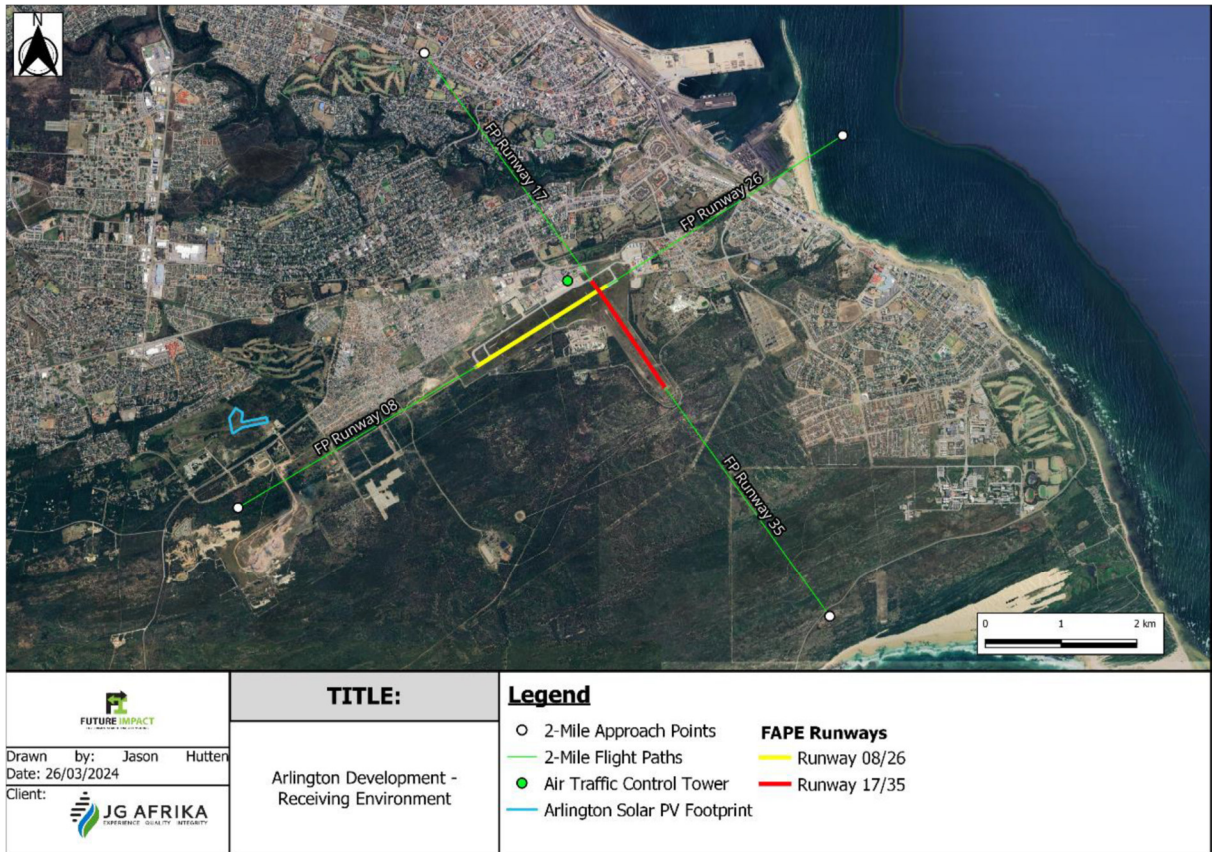 N
FP Runway 17
FP Runway 26
FP Runway 08
FP Runway 35
0 1 2 km
FUTURE IMPACT
Drawn by: Jason Hutten
Date: 26/03/2024
Client:
JG AFRIKA
EXPERIENCE QUALITY INTEGRITY
TITLE:
Arlington Development -
Receiving Environment
Legend
2-Mile Approach Points
2-Mile Flight Paths
Air Traffic Control Tower
Arlington Solar PV Footprint
FAPE Runways
Runway 08/26
Runway 17/35